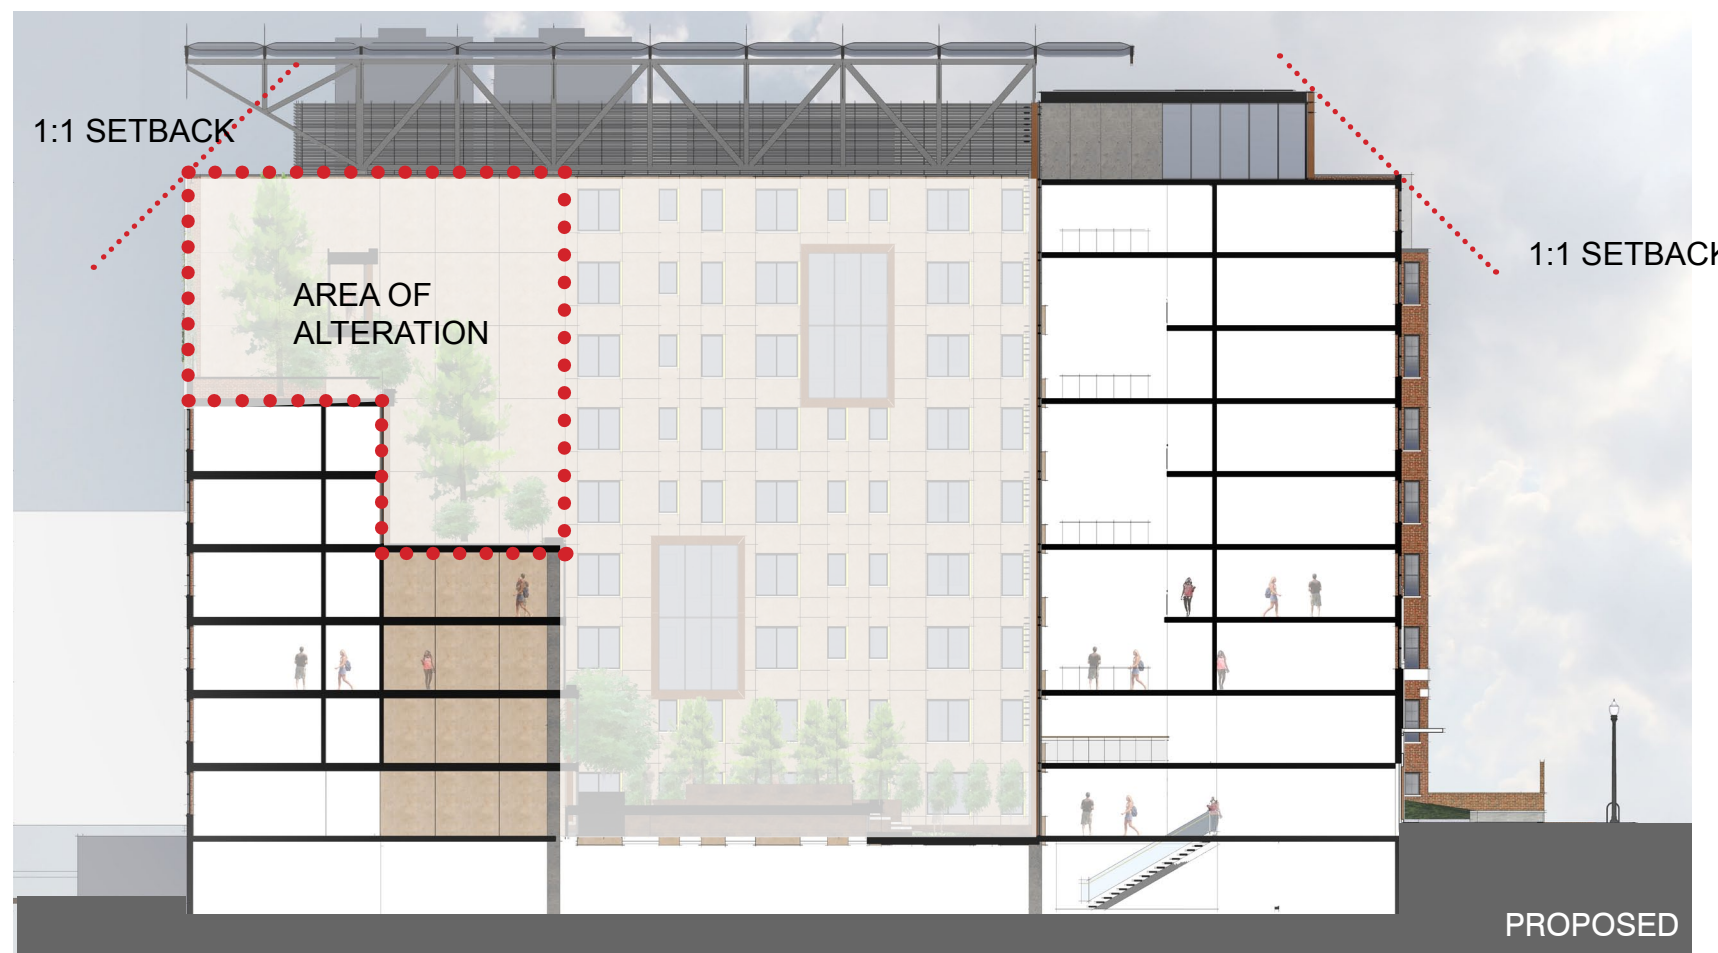 1:1 SETBACK
1:1 SETBACK
AREA OF
ALTERATION
PROPOSED